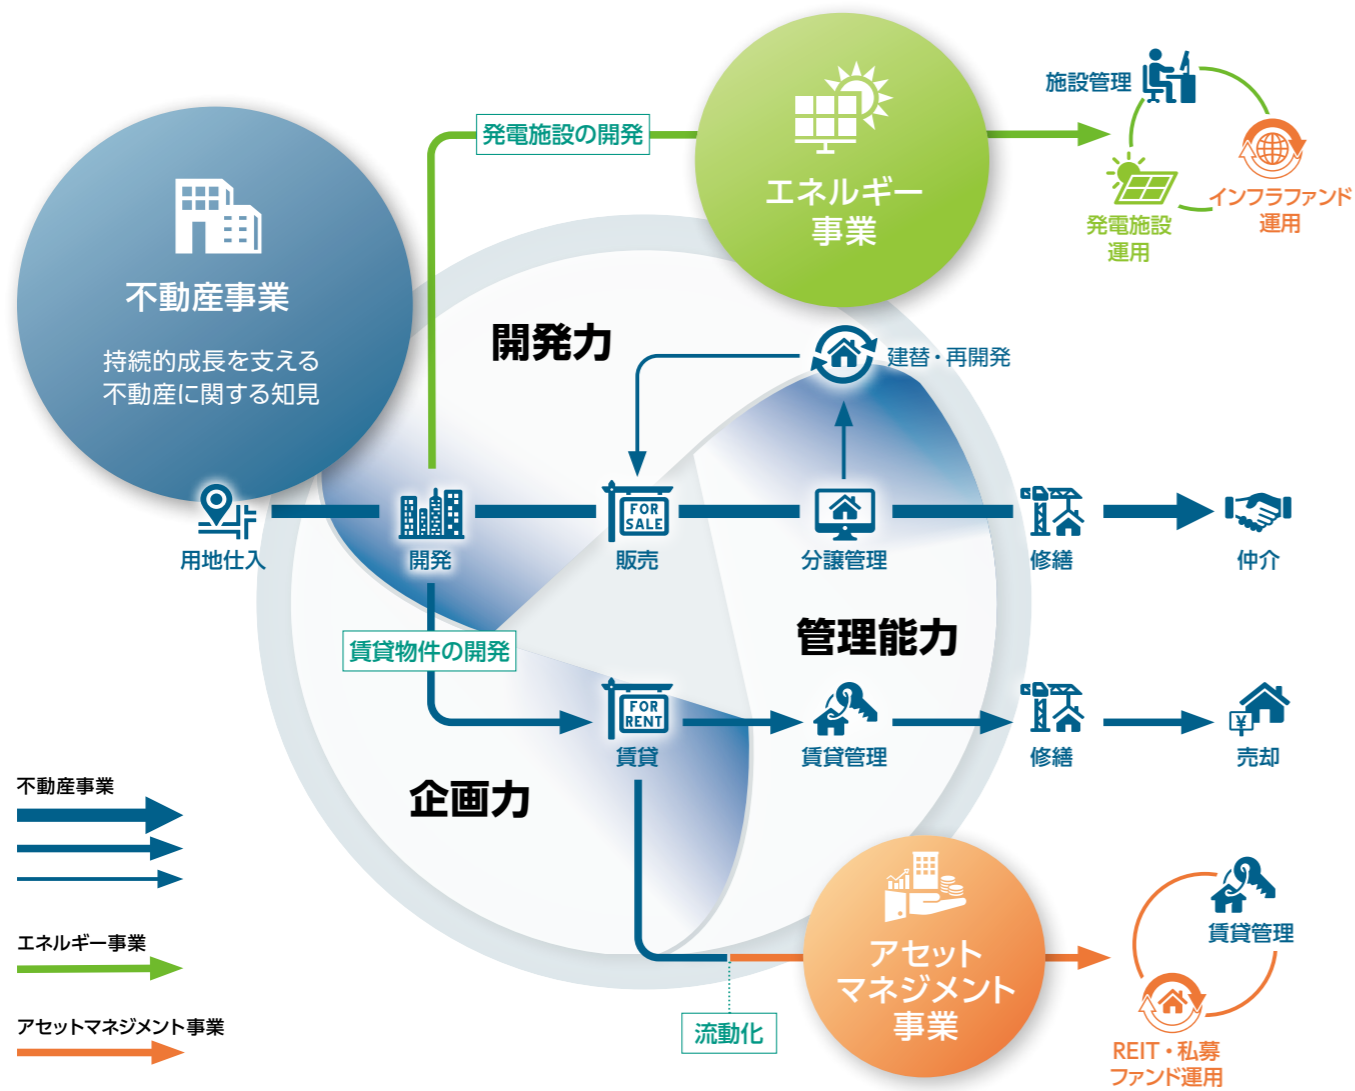 不動産事業
持続的成長を支える
不動産に関する知見
発電施設の開発
エネルギー
事業
施設管理
インフラファンド
運用
発電施設
運用
開発力
建替・再開発
用地仕入
開発
FOR
SALE
販売
分譲管理
修繕
仲介
賃貸物件の開発
管理能力
FOR
RENT
賃貸
賃貸管理
修繕
¥
売却
企画力
不動産事業
エネルギー事業
アセットマネジメント事業
流動化
アセット
マネジメント
事業
賃貸管理
REIT・私募
ファンド運用